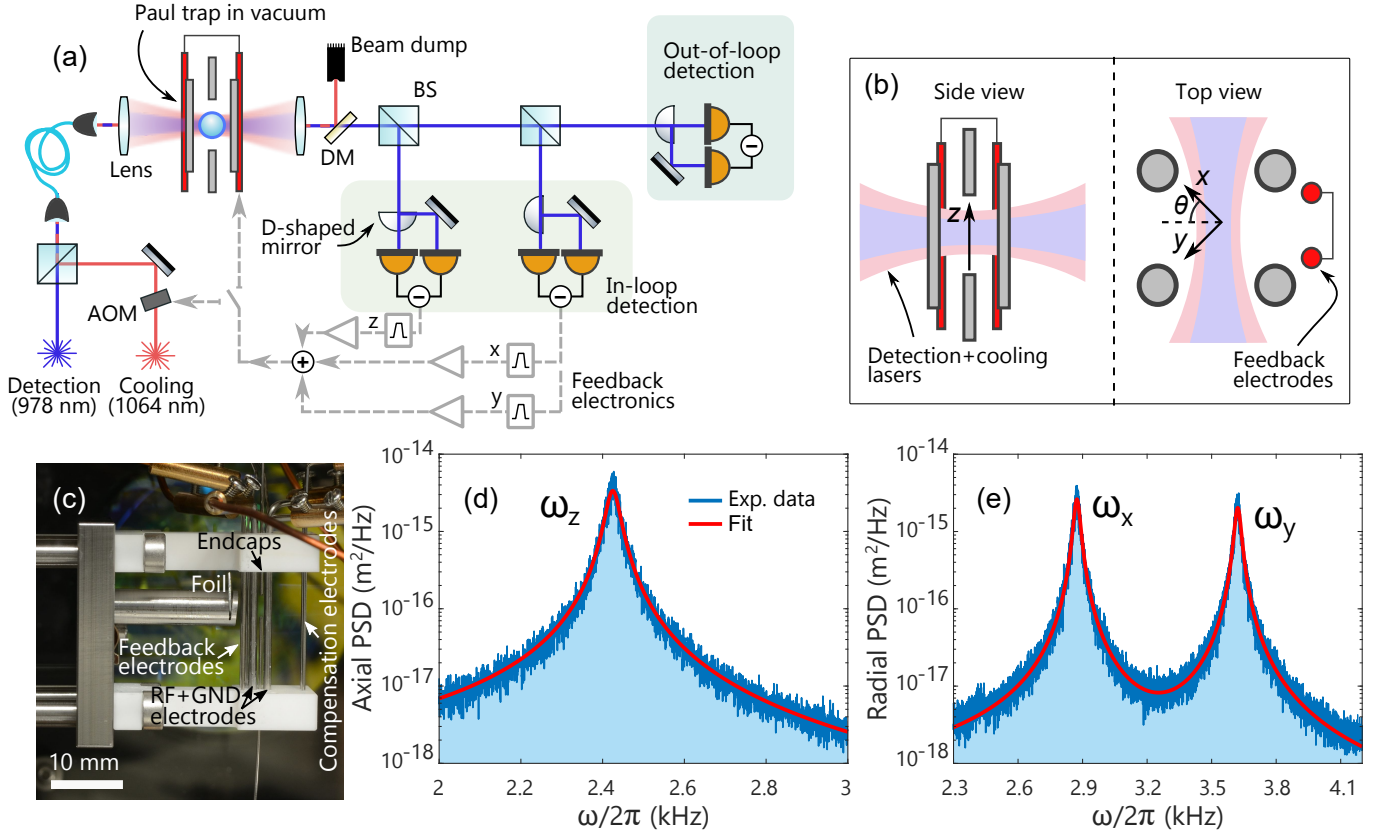 (a)
Paul trap in vacuum
Beam dump
BS
Out-of-loop
detection
Lens
DM
D-shaped
mirror
In-loop
detection
AOM
z
x
y
Feedback
electronics
Detection
(978 nm)
Cooling
(1064 nm)
(b)
Side view
Top view
z
x
θ
y
Detection+cooling
lasers
Feedback
electrodes
(c)
Endcaps
Foil
Feedback
electrodes
RF+GND
electrodes
Compensation electrodes
10 mm
(d)
ω_z
Exp. data
Fit
Axial PSD (m²/Hz)
10⁻¹⁴
10⁻¹⁵
10⁻¹⁶
10⁻¹⁷
10⁻¹⁸
2 2.2 2.4 2.6 2.8 3
ω/2π (kHz)
(e)
ω_x
ω_y
Radial PSD (m²/Hz)
10⁻¹⁴
10⁻¹⁵
10⁻¹⁶
10⁻¹⁷
10⁻¹⁸
2.3 2.6 2.9 3.2 3.5 3.8 4.1
ω/2π (kHz)